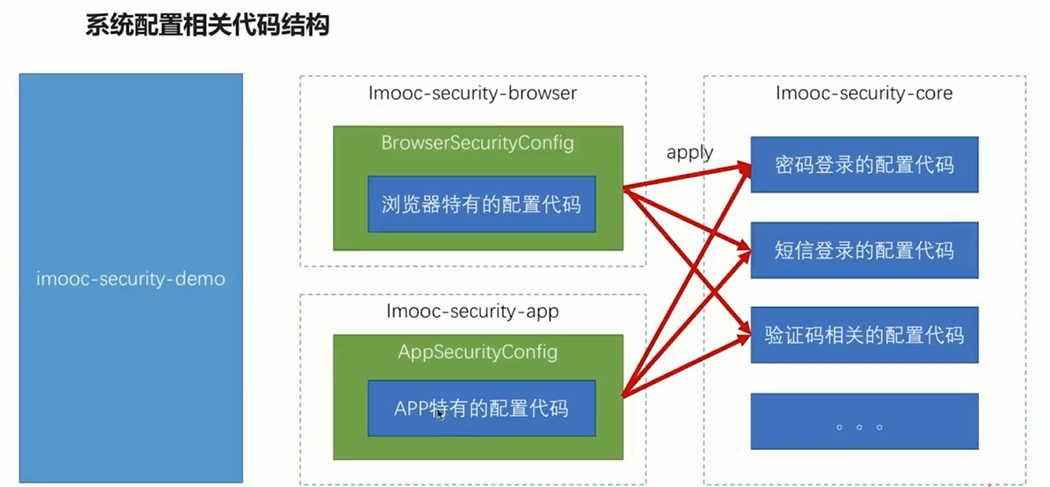 系统配置相关代码结构
imooc-security-demo
Imooc-security-browser
BrowserSecurityConfig
浏览器特有的配置代码
Imooc-security-app
AppSecurityConfig
APP特有的配置代码
apply
Imooc-security-core
密码登录的配置代码
短信登录的配置代码
验证码相关的配置代码
。。。